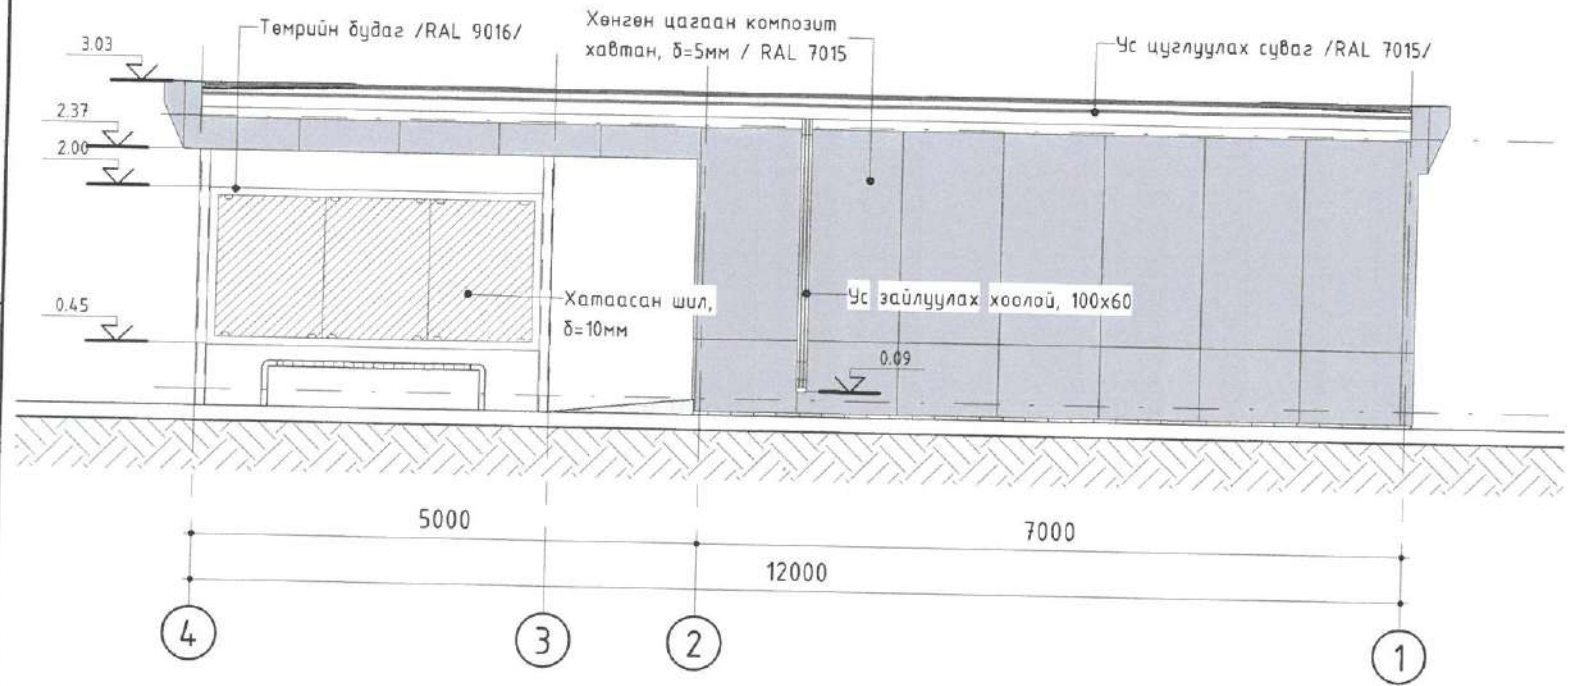 Төмрийн будаг /RAL 9016/
Хөнгөн цагаан композит
хавтан, δ=5мм / RAL 7015
Ус цуглуулах суваг /RAL 7015/
3.03
2.37
2.00
0.45
Хатаасан шил,
δ=10мм
Ус зайлуулах хоолой, 100x60
0.09
5000
7000
12000
4
3
2
1